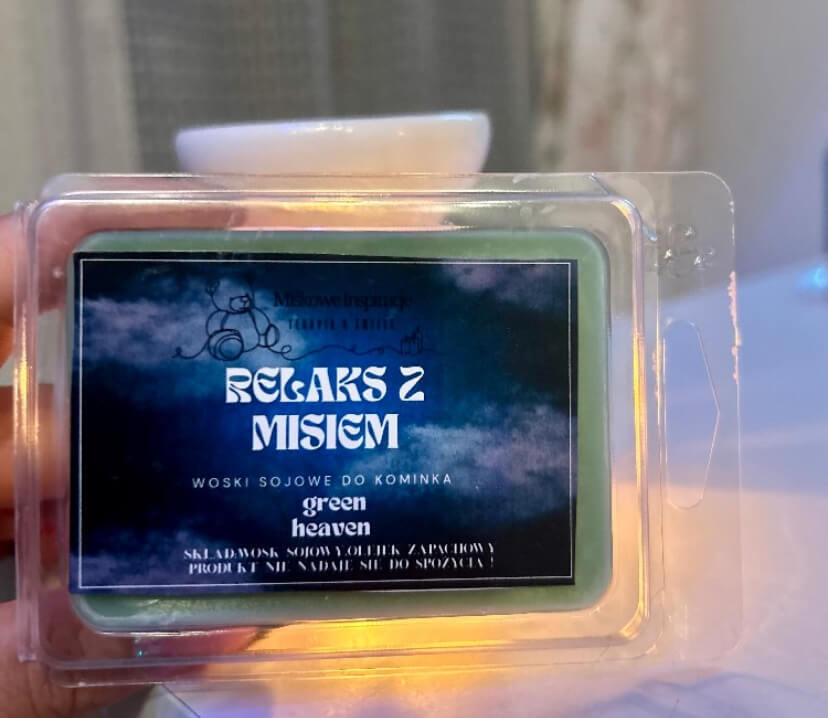 Miśkowe inspiracje
RELAKS Z
MISIEM
WOSKI SOJOWE DO KOMINKA
green
heaven
SKŁAD:WOSK SOJOWY,OLEJEK ZAPACHOWY
PRODUKT NIE NADAJE SIĘ DO SPOŻYCIA !